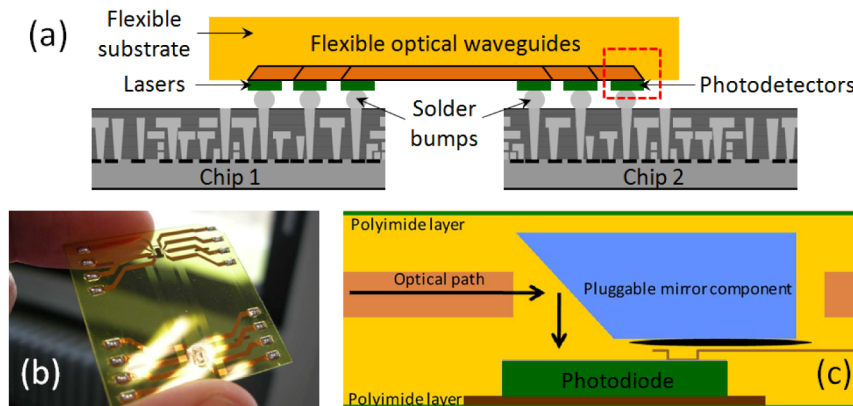 (a)
Flexible
substrate
Flexible optical waveguides
Lasers
Solder
bumps
Photodetectors
Chip 1
Chip 2
(b)
Polyimide layer
Optical path
Pluggable mirror component
Photodiode
(c)
Polyimide layer